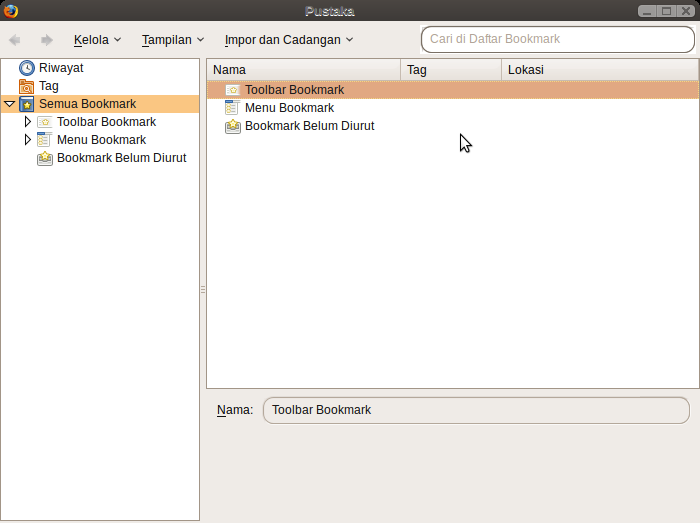 Pustaka
Kelola Tampilan Impor dan Cadangan Cari di Daftar Bookmark
Riwayat
Tag
Semua Bookmark
Toolbar Bookmark
Menu Bookmark
Bookmark Belum Diurut
Nama Tag Lokasi
Toolbar Bookmark
Menu Bookmark
Bookmark Belum Diurut
Nama: Toolbar Bookmark